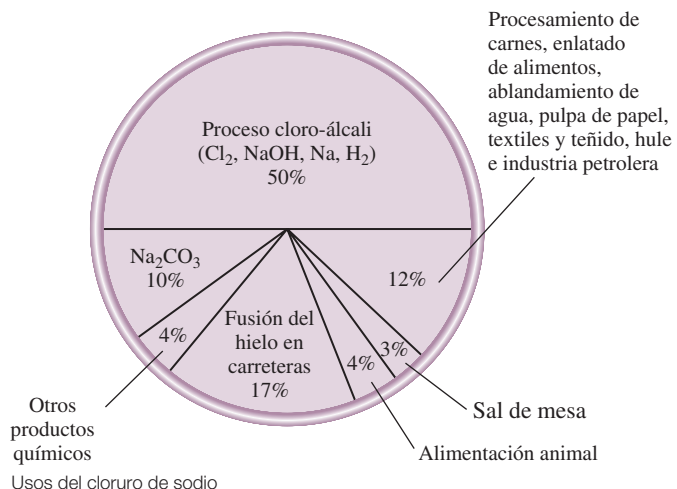 Procesamiento de
carnes, enlatado
de alimentos,
ablandamiento de
agua, pulpa de papel,
textiles y teñido, hule
e industria petrolera
Proceso cloro-álcali
(Cl₂, NaOH, Na, H₂)
50%
Na₂CO₃
10%
12%
4%
Fusión del
hielo en
carreteras
17%
4%
3%
Otros
productos
químicos
Sal de mesa
Alimentación animal
Usos del cloruro de sodio